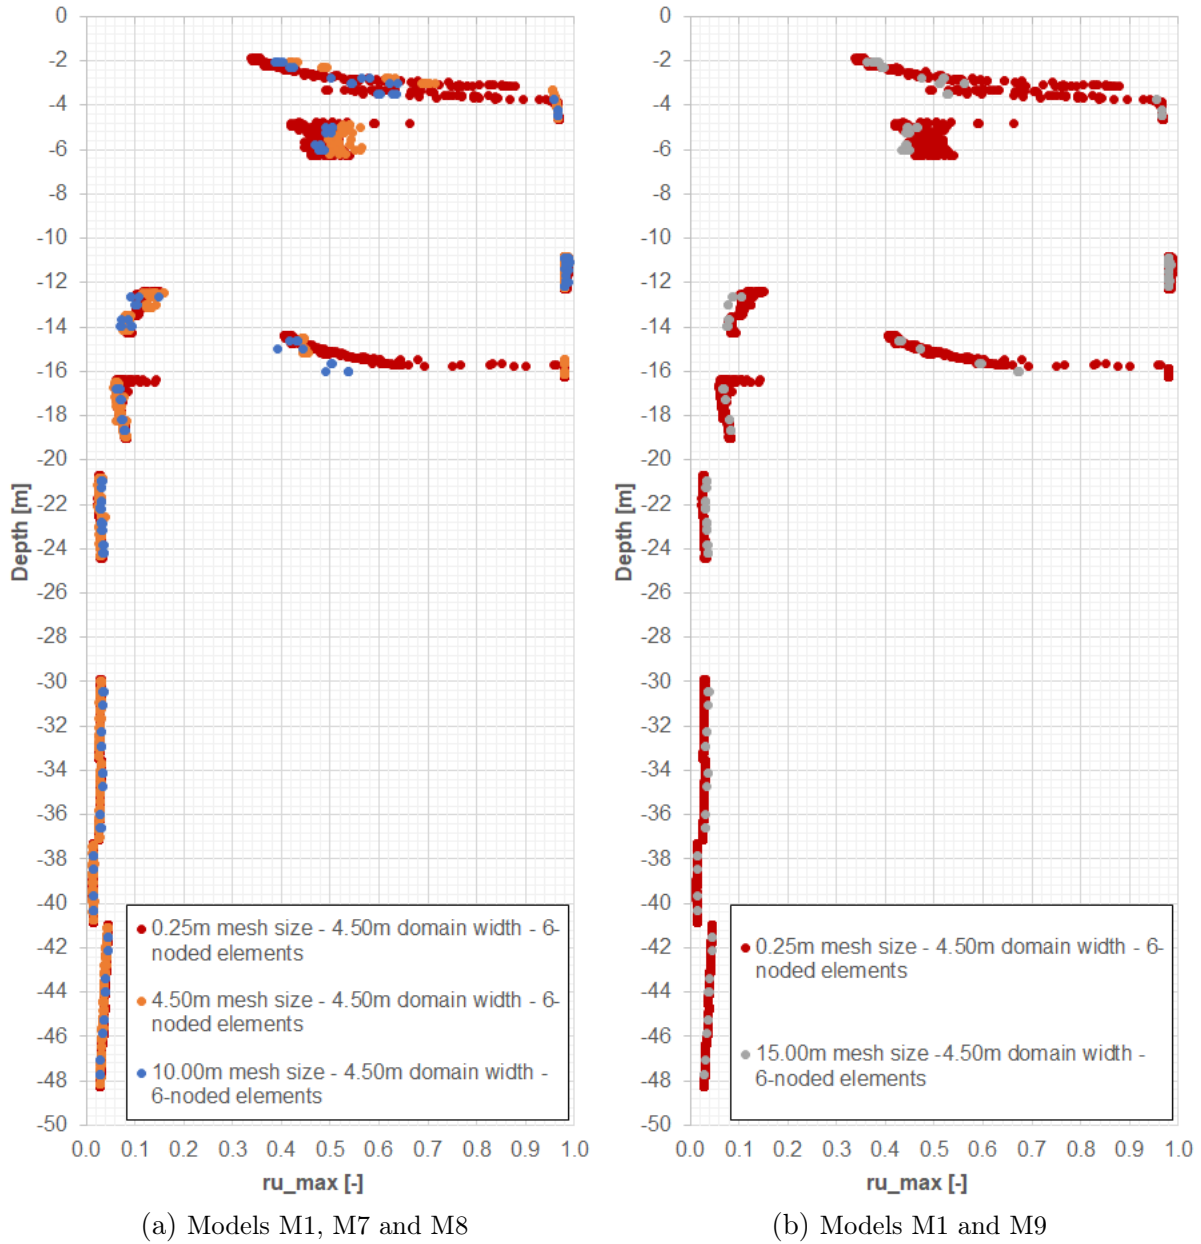 0
-2
-4
-6
-8
-10
-12
-14
-16
-18
-20
-22
-24
-26
-28
-30
-32
-34
-36
-38
-40
-42
-44
-46
-48
-50
Depth [m]
0.0 0.1 0.2 0.3 0.4 0.5 0.6 0.7 0.8 0.9 1.0
ru_max [-]
0.25m mesh size - 4.50m domain width - 6-
noded elements
4.50m mesh size - 4.50m domain width - 6-
noded elements
10.00m mesh size - 4.50m domain width -
6-noded elements
(a) Models M1, M7 and M8
0
-2
-4
-6
-8
-10
-12
-14
-16
-18
-20
-22
-24
-26
-28
-30
-32
-34
-36
-38
-40
-42
-44
-46
-48
-50
Depth [m]
0.0 0.1 0.2 0.3 0.4 0.5 0.6 0.7 0.8 0.9 1.0
ru_max [-]
0.25m mesh size - 4.50m domain width - 6-
noded elements
15.00m mesh size -4.50m domain width -
6-noded elements
(b) Models M1 and M9